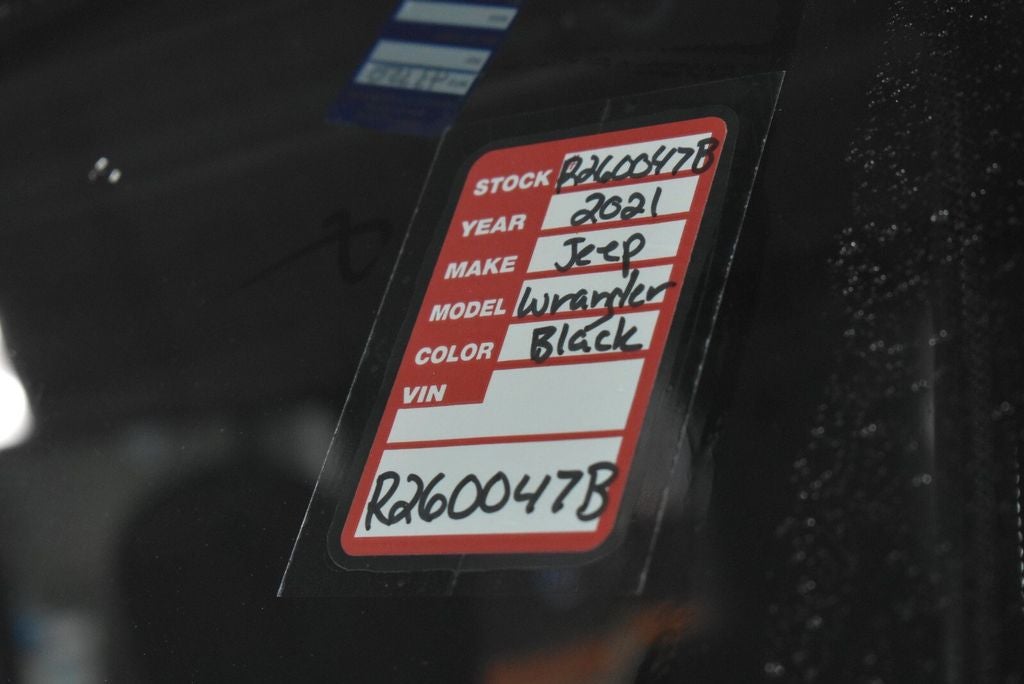 STOCK R260047B
YEAR 2021
MAKE Jeep
MODEL Wrangler
COLOR Black
VIN
R260047B